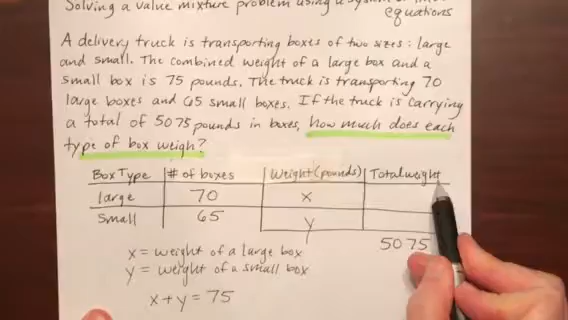 Solving a value mixture problem using a system of
equations
A delivery truck is transporting boxes of two sizes: large
and small. The combined weight of a large box and a
small box is 75 pounds. The truck is transporting 70
large boxes and 65 small boxes. If the truck is carrying
a total of 5075 pounds in boxes, how much does each
type of box weigh?
Box Type # of boxes Weight (pounds) Total weight
large 70 x
Small 65 y
5075
x = weight of a large box
y = weight of a small box
x + y = 75